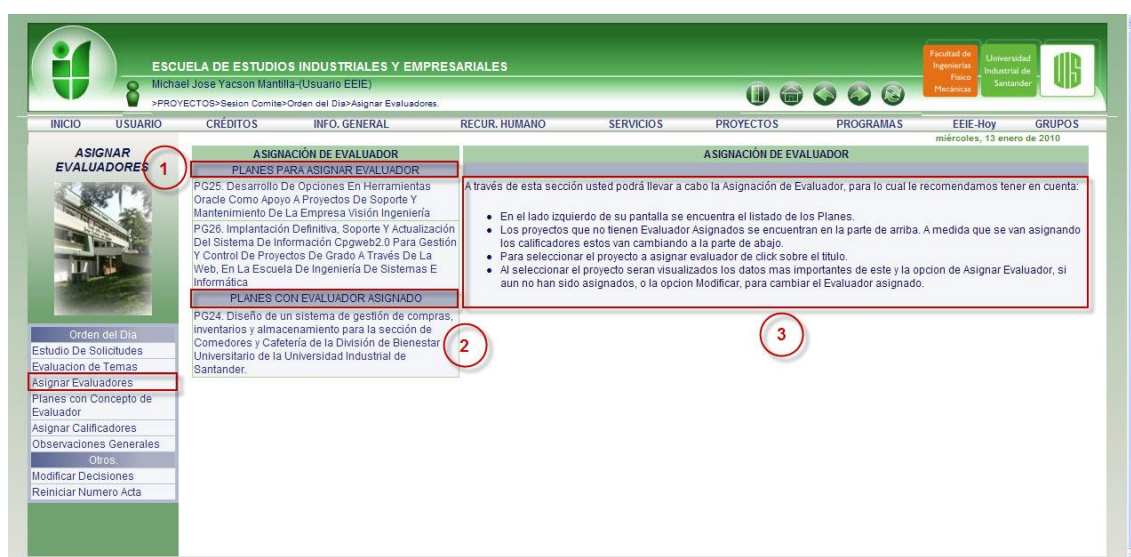 ESCUELA DE ESTUDIOS INDUSTRIALES Y EMPRESARIALES
Michael Jose Yacson Mantilla-(Usuario EEIE)
>PROYECTOS>Sesion Comite>Orden del Dia>Asignar Evaluadores.
Facultad de
Ingenierías
Físico
Mecánicas
Universidad
Industrial de
Santander
UIS
INICIO USUARIO CRÉDITOS INFO. GENERAL RECUR. HUMANO SERVICIOS PROYECTOS PROGRAMAS EEIE-Hoy GRUPOS
miércoles, 13 enero de 2010
ASIGNAR
EVALUADORES
1
Orden del Dia
Estudio De Solicitudes
Evaluacion de Temas
Asignar Evaluadores
Planes con Concepto de
Evaluador
Asignar Calificadores
Observaciones Generales
Otros.
Modificar Decisiones
Reiniciar Numero Acta
ASIGNACIÓN DE EVALUADOR
PLANES PARA ASIGNAR EVALUADOR
PG25. Desarrollo De Opciones En Herramientas
Oracle Como Apoyo A Proyectos De Soporte Y
Mantenimiento De La Empresa Visión Ingeniería
PG26. Implantación Definitiva, Soporte Y Actualización
Del Sistema De Información Cpgweb2.0 Para Gestión
Y Control De Proyectos De Grado A Través De La
Web, En La Escuela De Ingeniería De Sistemas E
Informática
PLANES CON EVALUADOR ASIGNADO
PG24. Diseño de un sistema de gestión de compras,
inventarios y almacenamiento para la sección de
Comedores y Cafetería de la División de Bienestar
Universitario de la Universidad Industrial de
Santander.
2
ASIGNACIÓN DE EVALUADOR
A través de esta sección usted podrá llevar a cabo la Asignación de Evaluador, para lo cual le recomendamos tener en cuenta:
• En el lado izquierdo de su pantalla se encuentra el listado de los Planes.
• Los proyectos que no tienen Evaluador Asignados se encuentran en la parte de arriba. A medida que se van asignando
los calificadores estos van cambiando a la parte de abajo.
• Para seleccionar el proyecto a asignar evaluador de click sobre el titulo.
• Al seleccionar el proyecto seran visualizados los datos mas importantes de este y la opcion de Asignar Evaluador, si
aun no han sido asignados, o la opcion Modificar, para cambiar el Evaluador asignado.
3